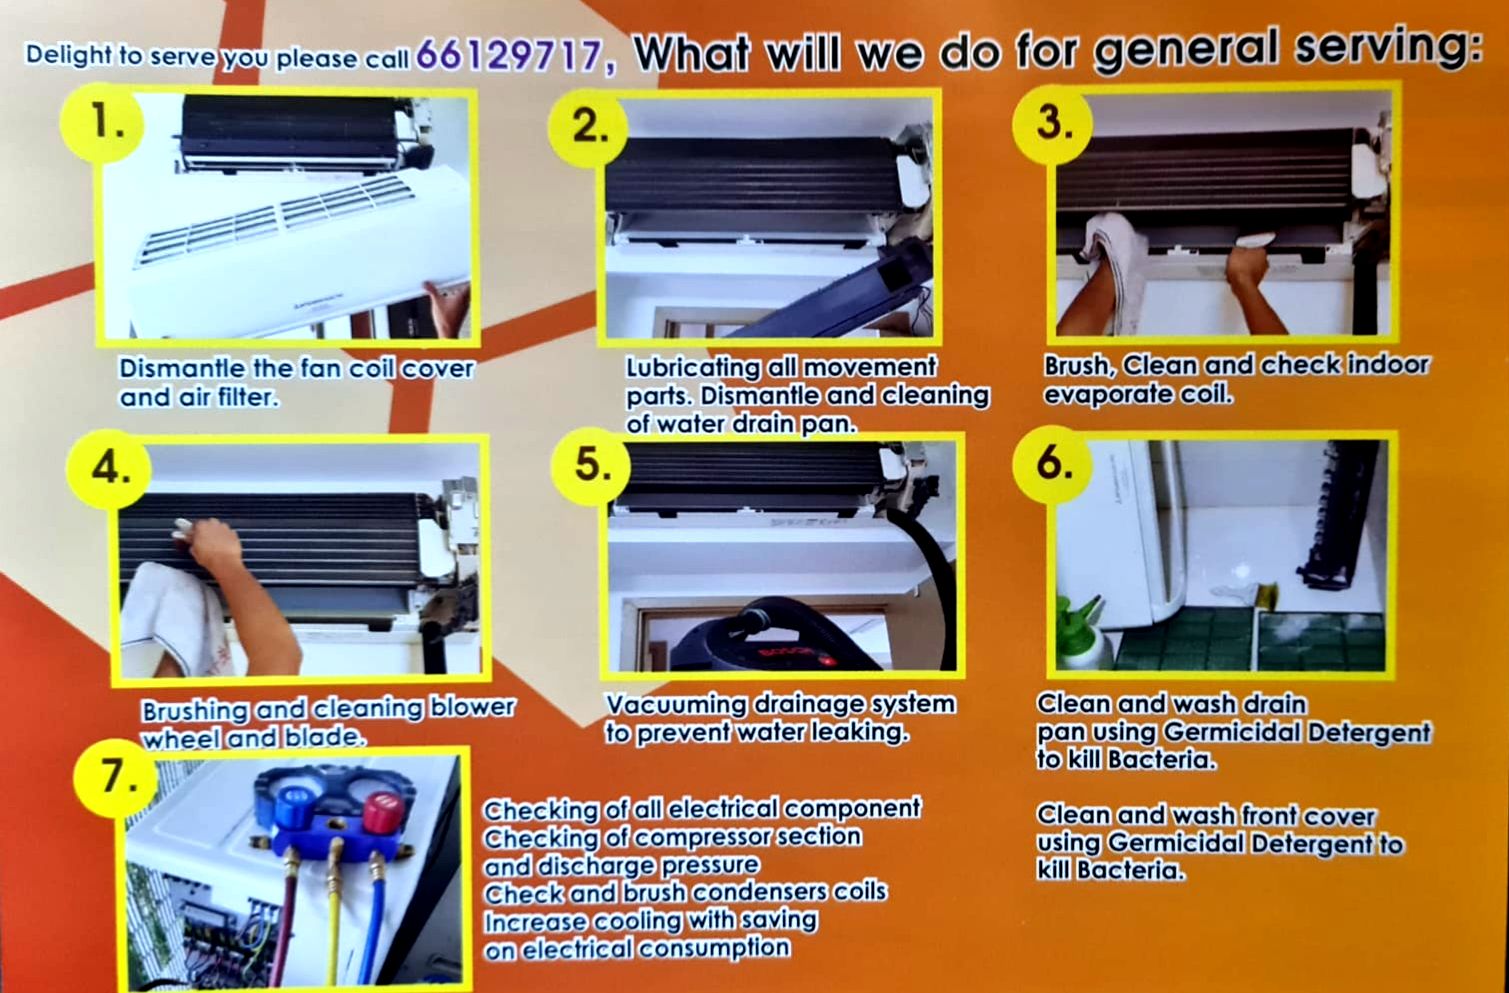 Delight to serve you please call 66129717, What will we do for general serving:
1.
Dismantle the fan coil cover
and air filter.
2.
Lubricating all movement
parts. Dismantle and cleaning
of water drain pan.
3.
Brush, Clean and check indoor
evaporate coil.
4.
Brushing and cleaning blower
wheel and blade.
5.
BOSCH
Vacuuming drainage system
to prevent water leaking.
6.
Clean and wash drain
pan using Germicidal Detergent
to kill Bacteria.
Clean and wash front cover
using Germicidal Detergent to
kill Bacteria.
7.
Checking of all electrical component
Checking of compressor section
and discharge pressure
Check and brush condensers coils
Increase cooling with saving
on electrical consumption